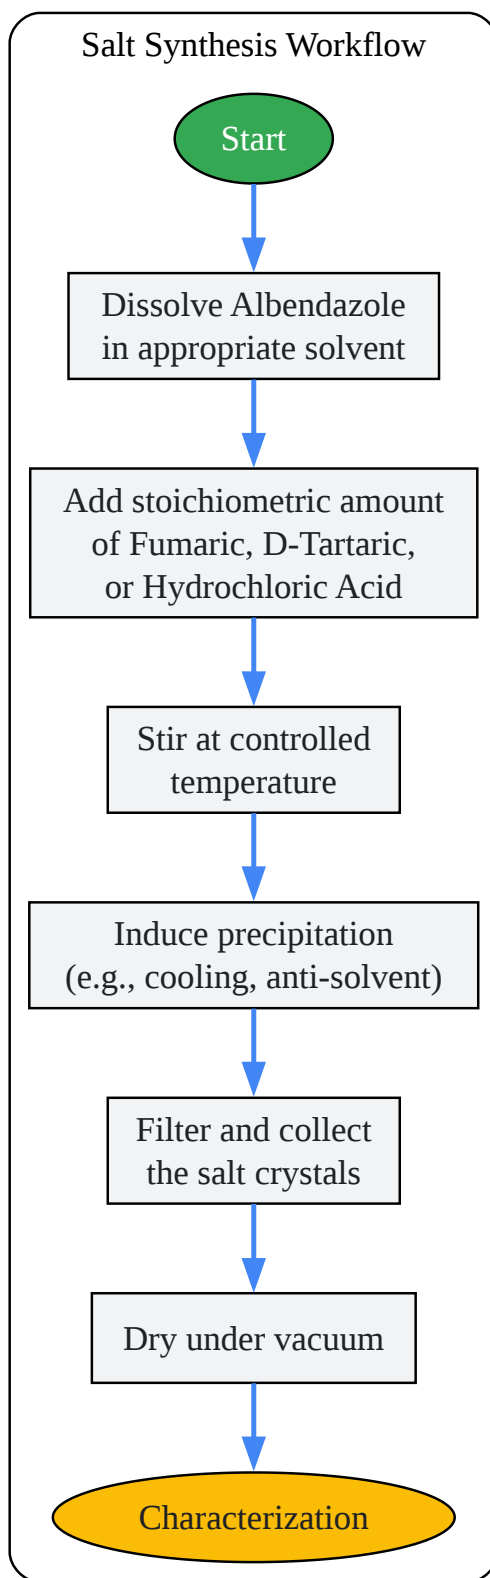 Salt Synthesis Workflow
Start
Dissolve Albendazole
in appropriate solvent
Add stoichiometric amount
of Fumaric, D-Tartaric,
or Hydrochloric Acid
Stir at controlled
temperature
Induce precipitation
(e.g., cooling, anti-solvent)
Filter and collect
the salt crystals
Dry under vacuum
Characterization